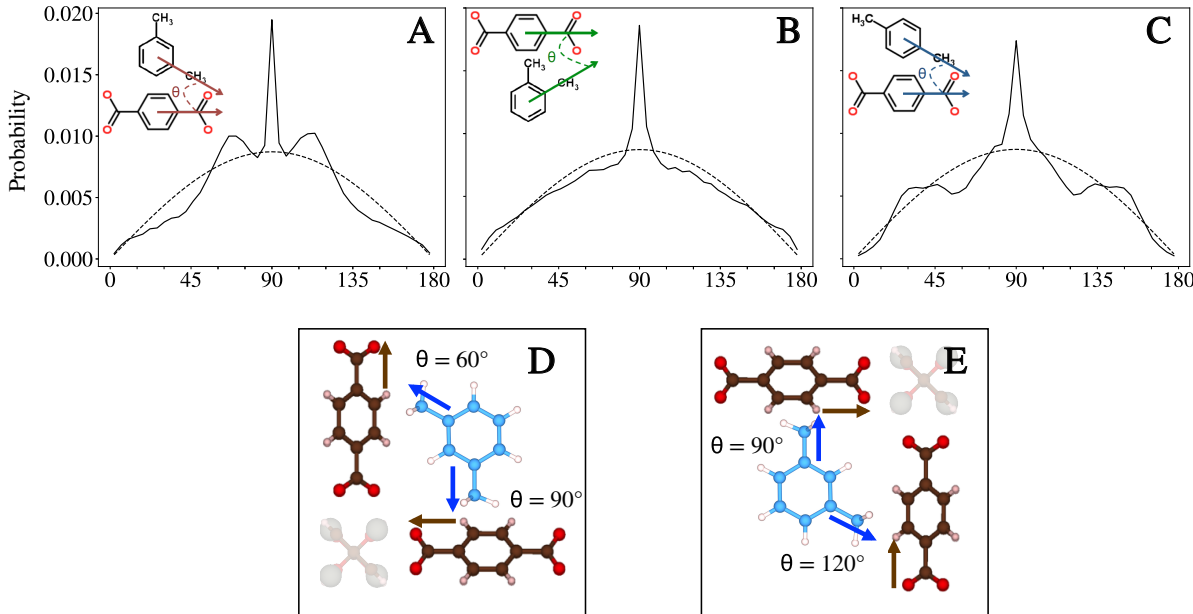 Probability
0.020
0.015
0.010
0.005
0.000
A
CH₃
CH₃
θ
O
O
O
O
0
45
90
135
180
B
O
O
O
O
θ
CH₃
CH₃
0
45
90
135
180
C
H₃C
CH₃
θ
O
O
O
O
0
45
90
135
180
D
θ = 60°
θ = 90°
E
θ = 90°
θ = 120°